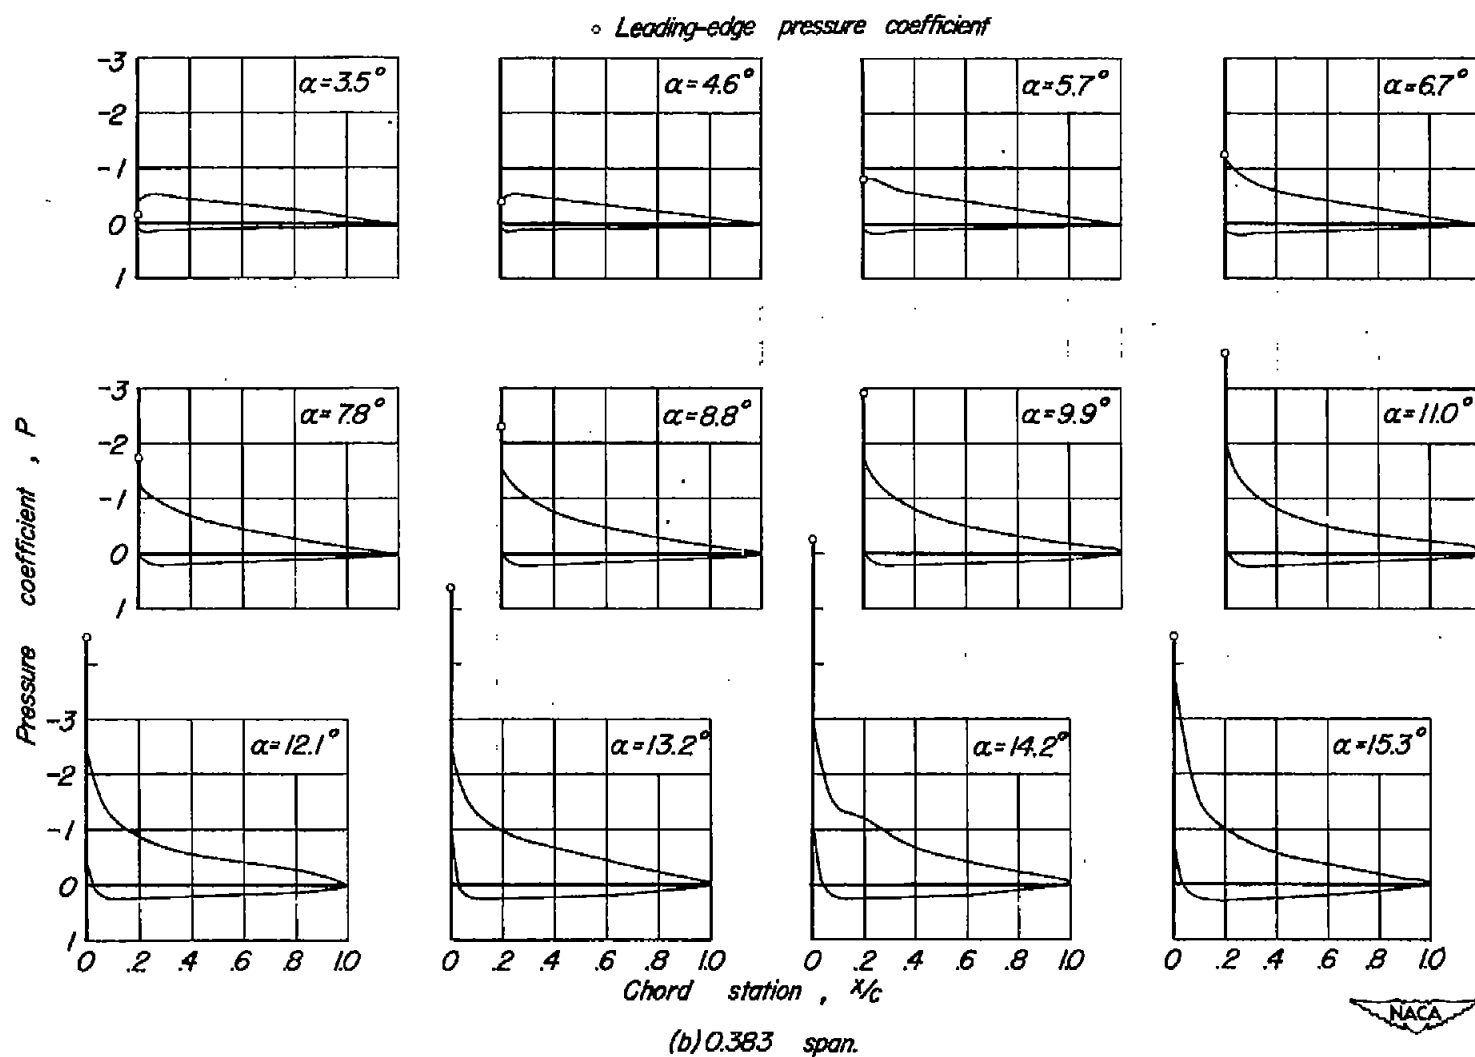 ○ Leading-edge pressure coefficient
-3
-2
-1
0
1
α=3.5°
α=4.6°
α=5.7°
α=6.7°
-3
-2
-1
0
1
α=7.8°
α=8.8°
α=9.9°
α=11.0°
-3
-2
-1
0
1
α=12.1°
α=13.2°
α=14.2°
α=15.3°
0 .2 .4 .6 .8 1.0
0 .2 .4 .6 .8 1.0
0 .2 .4 .6 .8 1.0
0 .2 .4 .6 .8 1.0
Pressure coefficient , P
Chord station , x/c
(b) 0.383 span.
NACA